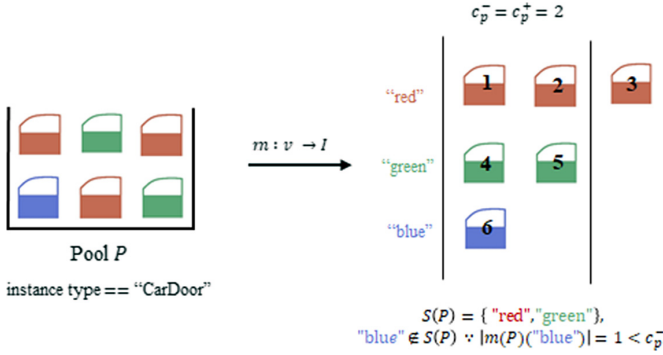 c_p^- = c_p^+ = 2
"red" 1 2 3
m : v → I
"green" 4 5
"blue" 6
Pool P
instance type == "CarDoor"
S(P) = { "red","green"},
"blue" ∉ S(P) ∵ |m(P)("blue")| = 1 < c_p^-